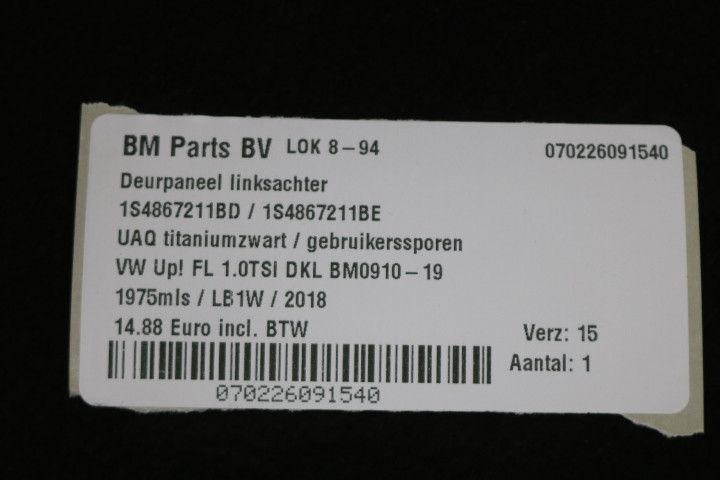 BM Parts BV LOK 8-94 070226091540
Deurpaneel linksachter
1S4867211BD / 1S4867211BE
UAQ titaniumzwart / gebruikerssporen
VW Up! FL 1.0TSI DKL BM0910-19
1975mls / LB1W / 2018
14.88 Euro incl. BTW Verz: 15
Aantal: 1
070226091540